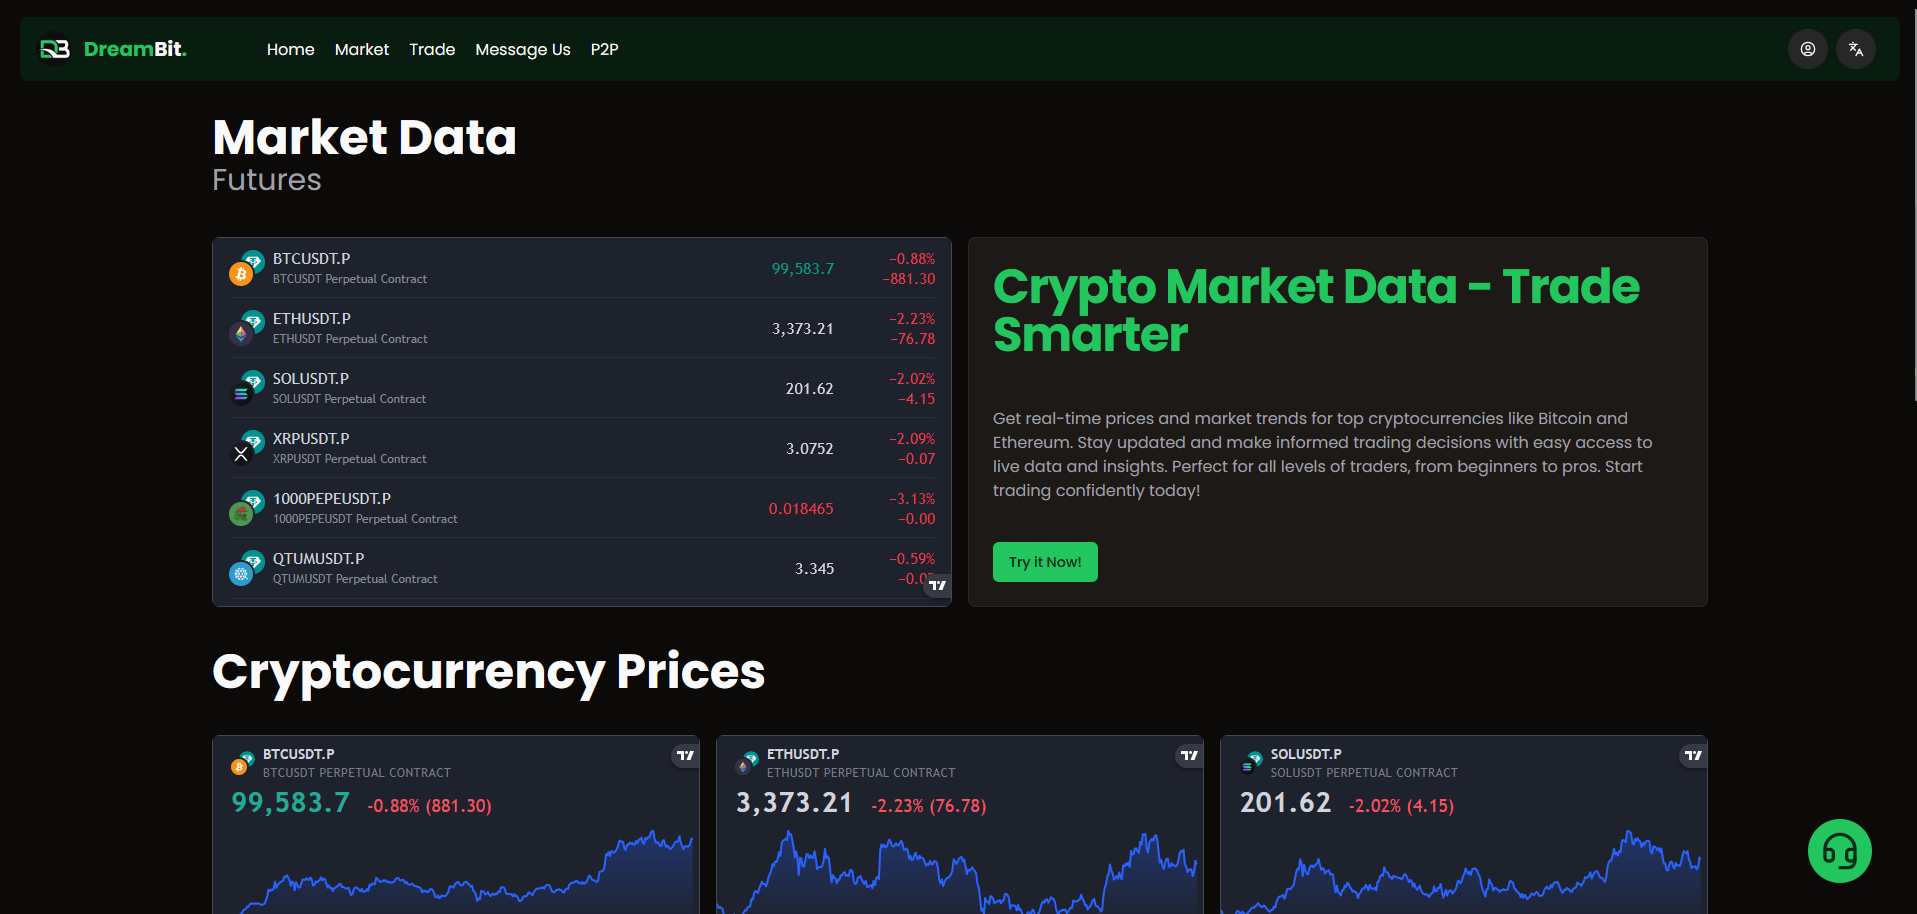 DreamBit.
Home Market Trade Message Us P2P
Market Data
Futures
BTCUSDT.P
BTCUSDT Perpetual Contract
99,583.7
−0.88%
−881.30
ETHUSDT.P
ETHUSDT Perpetual Contract
3,373.21
−2.23%
−76.78
SOLUSDT.P
SOLUSDT Perpetual Contract
201.62
−2.02%
−4.15
XRPUSDT.P
XRPUSDT Perpetual Contract
3.0752
−2.09%
−0.07
1000PEPEUSDT.P
1000PEPEUSDT Perpetual Contract
0.018465
−3.13%
−0.00
QTUMUSDT.P
QTUMUSDT Perpetual Contract
3.345
−0.59%
Crypto Market Data - Trade
Smarter
Get real-time prices and market trends for top cryptocurrencies like Bitcoin and
Ethereum. Stay updated and make informed trading decisions with easy access to
live data and insights. Perfect for all levels of traders, from beginners to pros. Start
trading confidently today!
Try it Now!
Cryptocurrency Prices
BTCUSDT.P
BTCUSDT PERPETUAL CONTRACT
99,583.7 -0.88% (881.30)
ETHUSDT.P
ETHUSDT PERPETUAL CONTRACT
3,373.21 -2.23% (76.78)
SOLUSDT.P
SOLUSDT PERPETUAL CONTRACT
201.62 -2.02% (4.15)